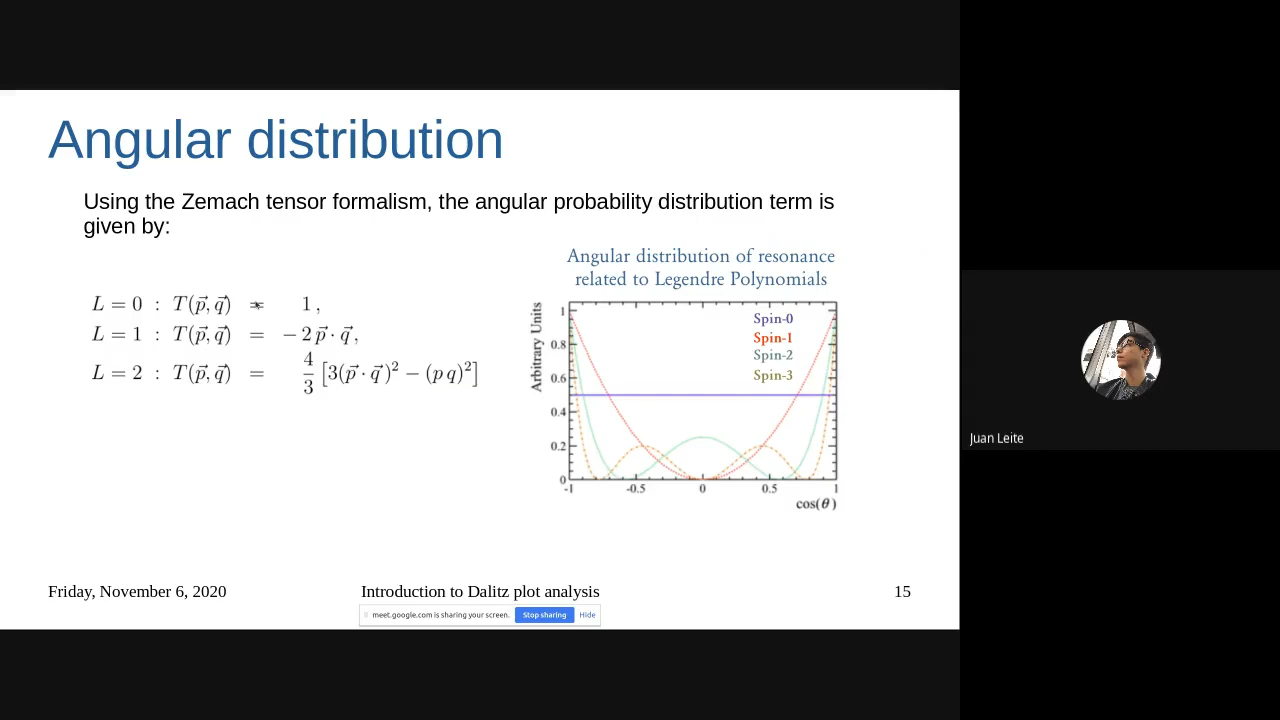 Angular distribution
Using the Zemach tensor formalism, the angular probability distribution term is
given by:
L = 0 : T(p⃗, q⃗) = 1 ,
L = 1 : T(p⃗, q⃗) = − 2 p⃗ · q⃗ ,
L = 2 : T(p⃗, q⃗) = 4/3 [3(p⃗ · q⃗ )² − (p q)²]
Angular distribution of resonance
related to Legendre Polynomials
Arbitrary Units
1
0.8
0.6
0.4
0.2
0
Spin-0
Spin-1
Spin-2
Spin-3
-1 -0.5 0 0.5 1
cos(θ)
Juan Leite
Friday, November 6, 2020 Introduction to Dalitz plot analysis 15
meet.google.com is sharing your screen. Stop sharing Hide